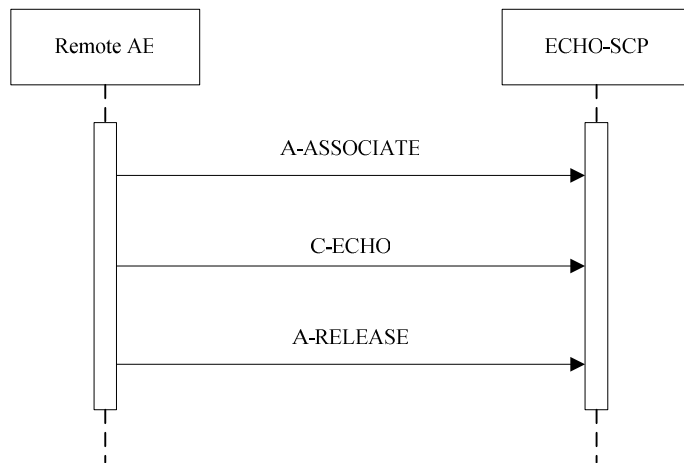 Remote AE
ECHO-SCP
A-ASSOCIATE
C-ECHO
A-RELEASE